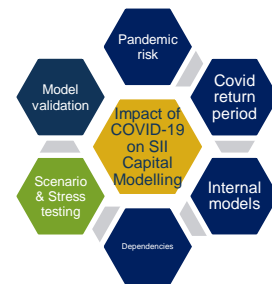 Pandemic
risk
Model
validation
Covid
return
period
Impact of
COVID-19
on SII
Capital
Modelling
Scenario
& Stress
testing
Internal
models
Dependencies